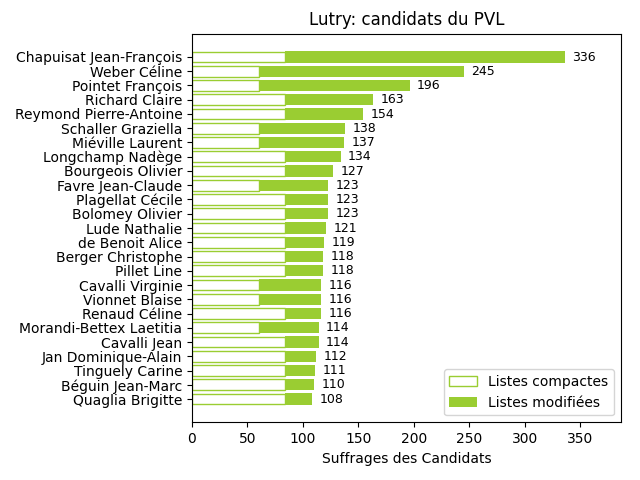 Lutry: candidats du PVL
Chapuisat Jean-François 336
Weber Céline 245
Pointet François 196
Richard Claire 163
Reymond Pierre-Antoine 154
Schaller Graziella 138
Miéville Laurent 137
Longchamp Nadège 134
Bourgeois Olivier 127
Favre Jean-Claude 123
Plagellat Cécile 123
Bolomey Olivier 123
Lude Nathalie 121
de Benoit Alice 119
Berger Christophe 118
Pillet Line 118
Cavalli Virginie 116
Vionnet Blaise 116
Renaud Céline 116
Morandi-Bettex Laetitia 114
Cavalli Jean 114
Jan Dominique-Alain 112
Tinguely Carine 111
Béguin Jean-Marc 110
Quaglia Brigitte 108
Listes compactes
Listes modifiées
0 50 100 150 200 250 300 350
Suffrages des Candidats